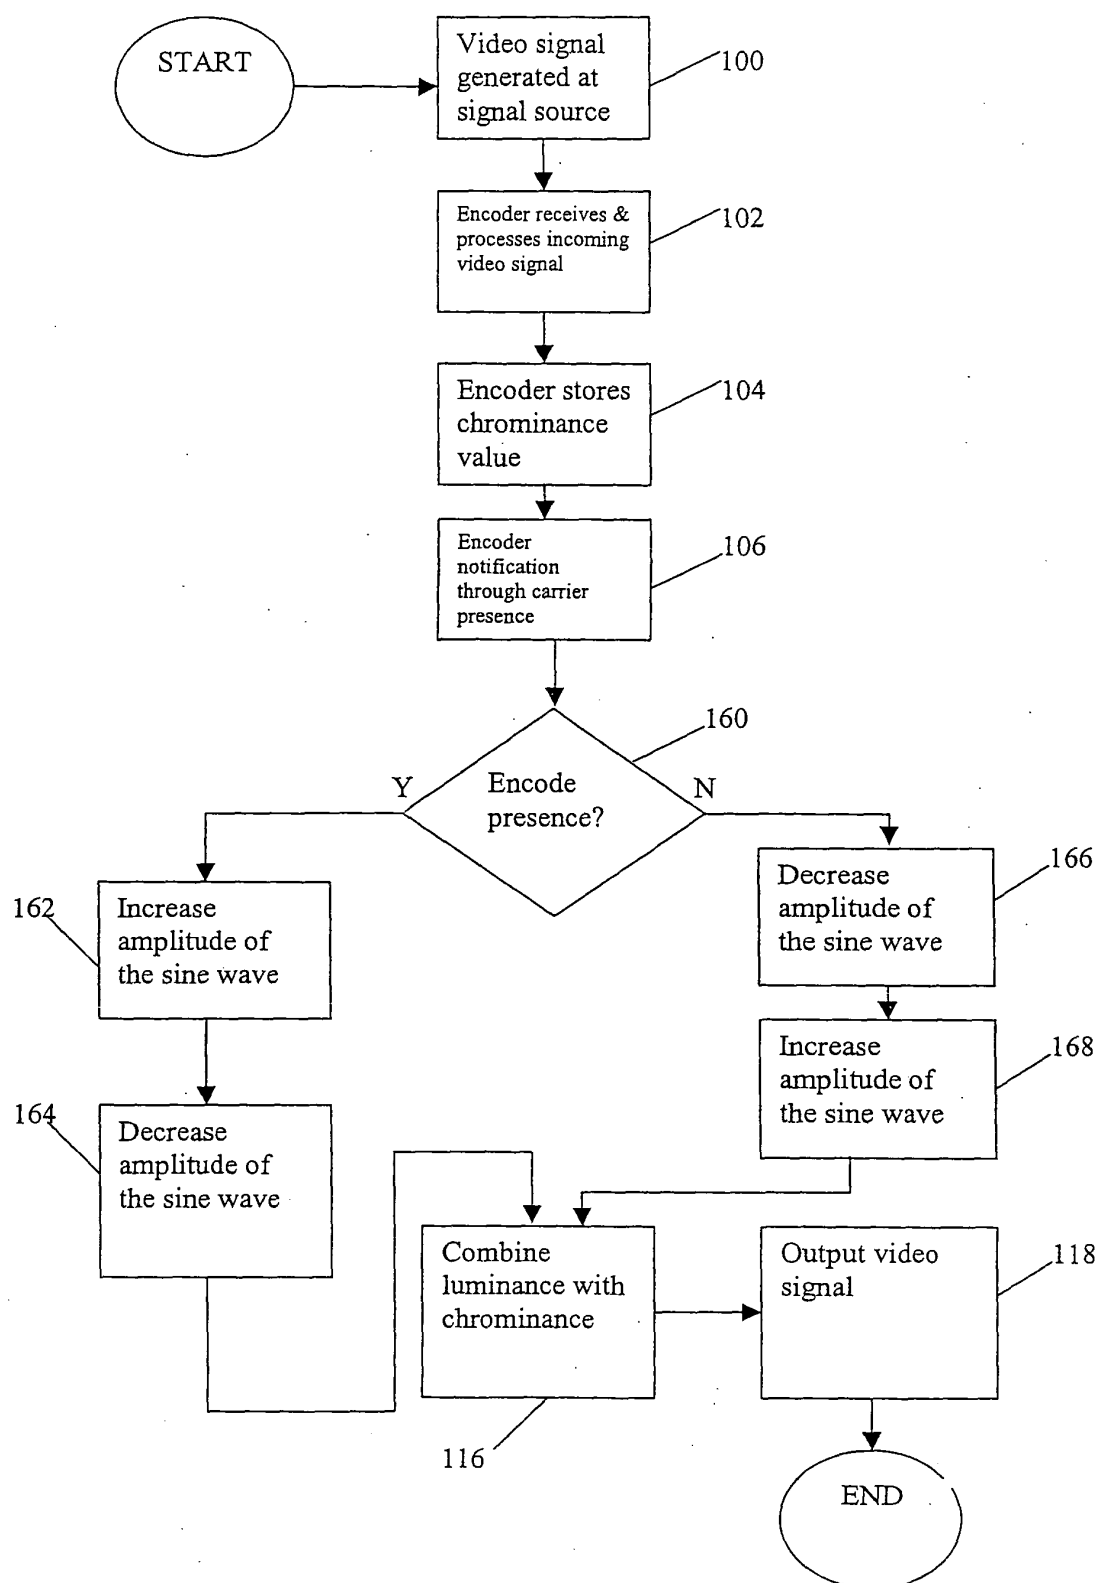 START
Video signal
generated at
signal source
100
Encoder receives &
processes incoming
video signal
102
Encoder stores
chrominance
value
104
Encoder
notification
through carrier
presence
106
160
Y
Encode
presence?
N
162
Increase
amplitude of
the sine wave
Decrease
amplitude of
the sine wave
166
Increase
amplitude of
the sine wave
168
164
Decrease
amplitude of
the sine wave
Combine
luminance with
chrominance
116
Output video
signal
118
END